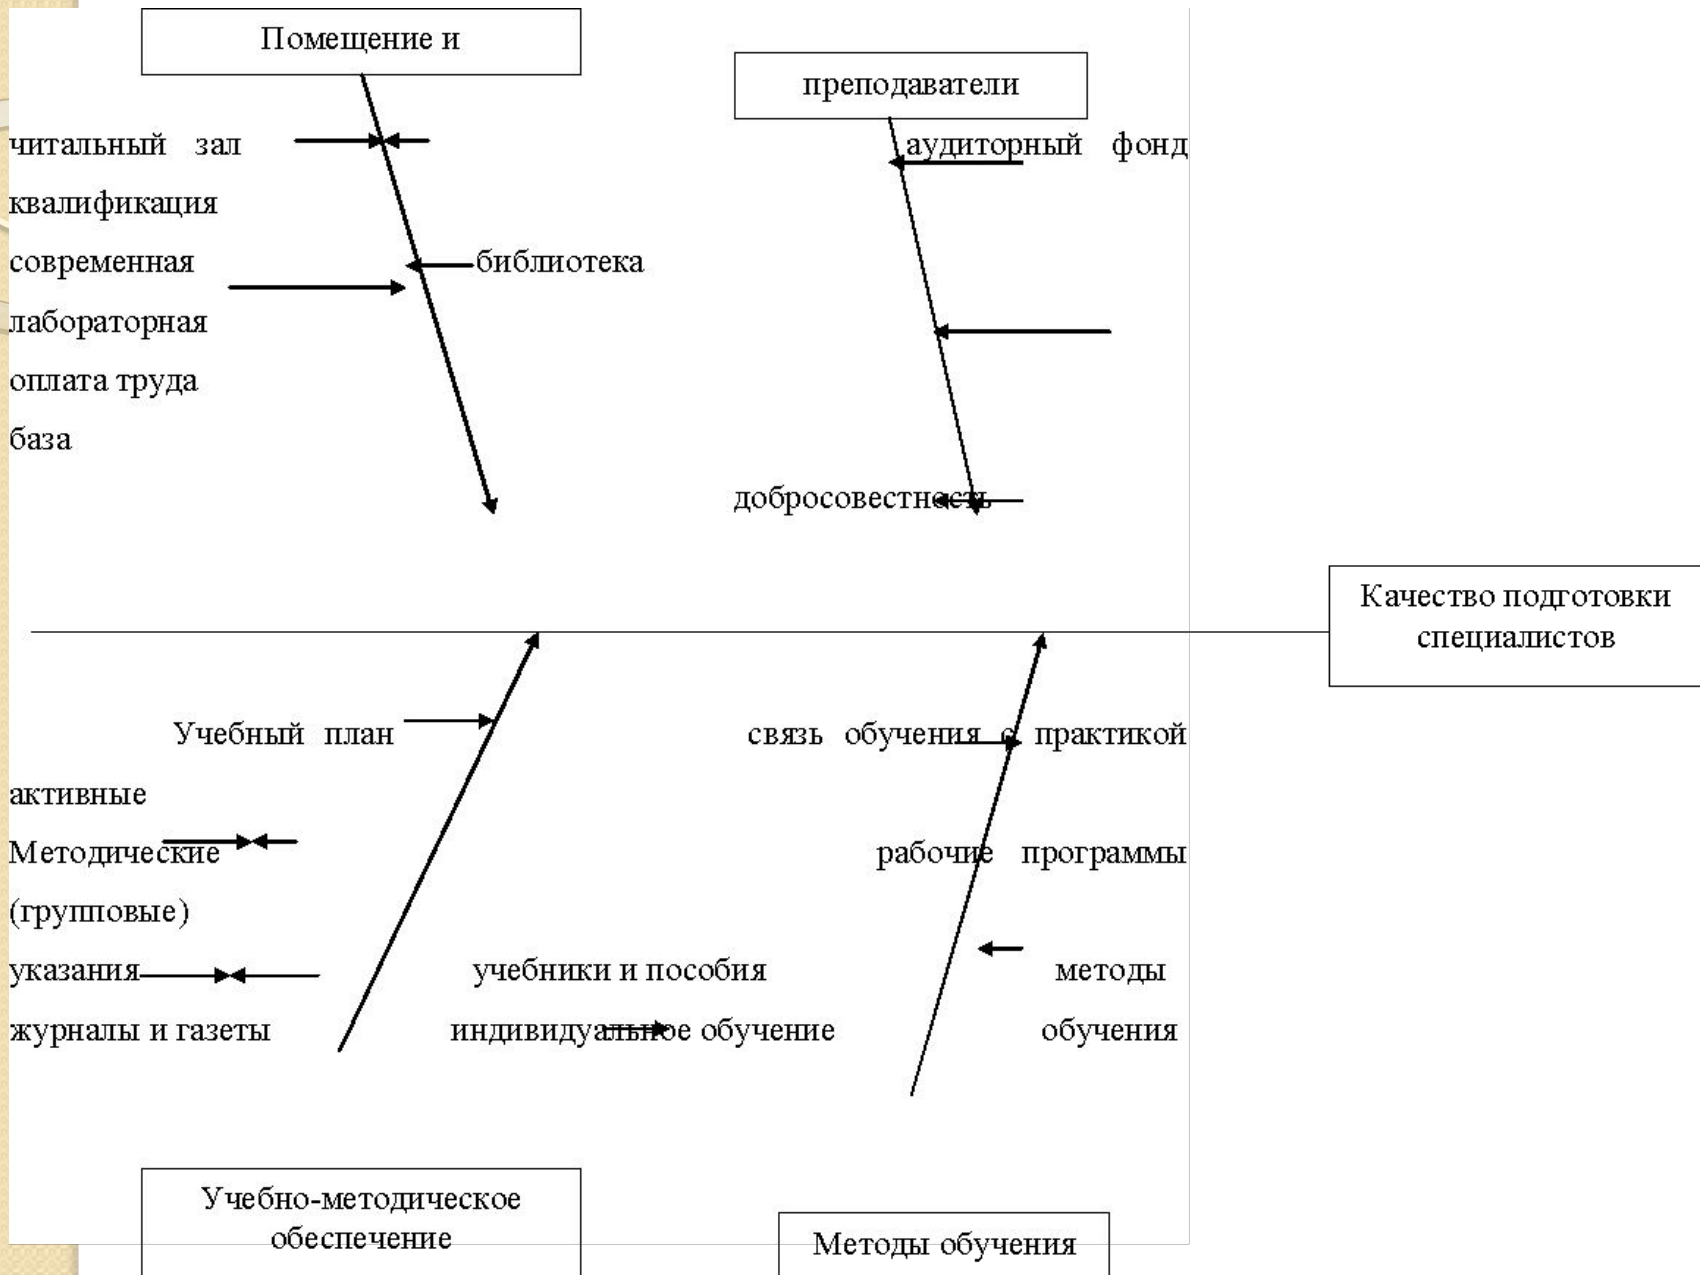 Помещение и
преподаватели
читальный зал
аудиторный фонд
квалификация
современная
библиотека
лабораторная
оплата труда
база
добросовестность
Качество подготовки
специалистов
Учебный план
связь обучения с практикой
активные
Методические
рабочие программы
(групповые)
указания
учебники и пособия
методы
журналы и газеты
индивидуальное обучение
обучения
Учебно-методическое
обеспечение
Методы обучения